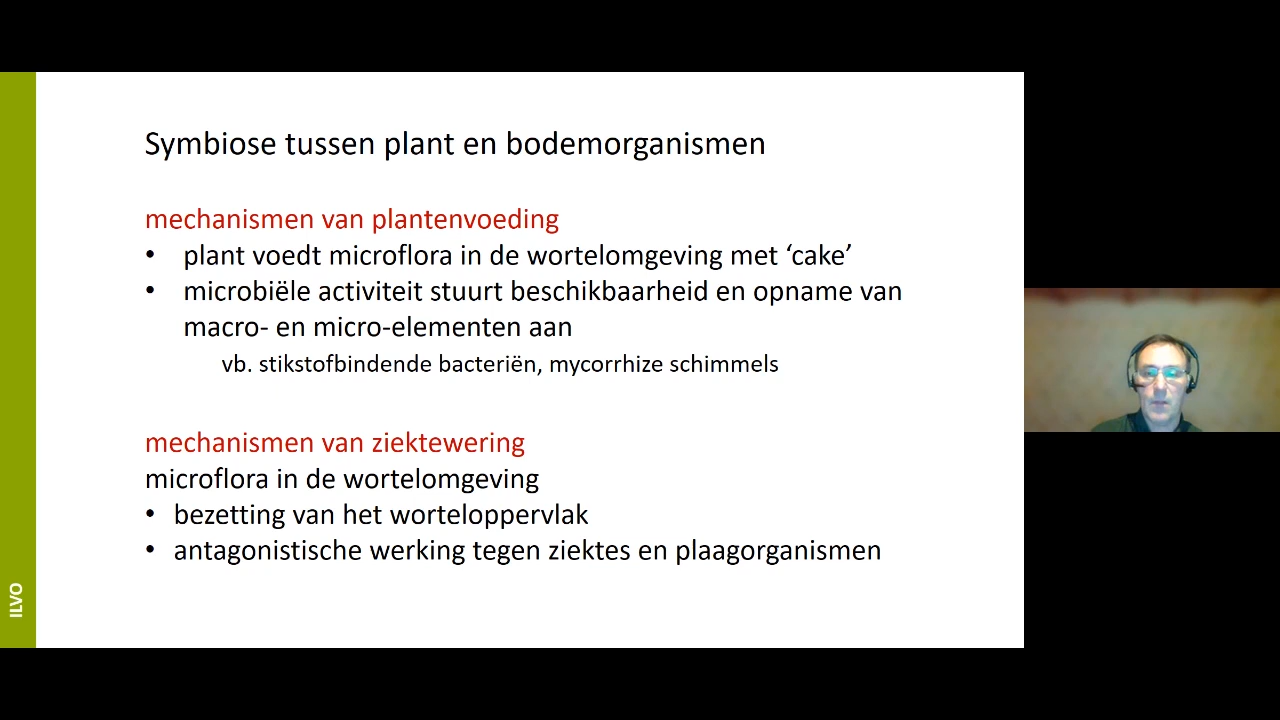 Symbiose tussen plant en bodemorganismen
mechanismen van plantenvoeding
• plant voedt microflora in de wortelomgeving met ‘cake’
• microbiële activiteit stuurt beschikbaarheid en opname van
macro- en micro-elementen aan
vb. stikstofbindende bacteriën, mycorrhize schimmels
mechanismen van ziektewering
microflora in de wortelomgeving
• bezetting van het worteloppervlak
• antagonistische werking tegen ziektes en plaagorganismen
ILVO